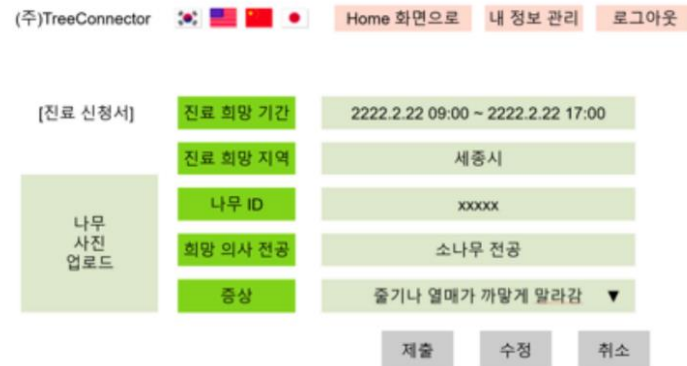 (주)TreeConnector
Home 화면으로
내 정보 관리
로그아웃
[진료 신청서]
진료 희망 기간
2222.2.22 09:00 ~ 2222.2.22 17:00
진료 희망 지역
세종시
나무
사진
업로드
나무 ID
xxxxx
희망 의사 전공
소나무 전공
증상
줄기나 열매가 까맣게 말라감 ▼
제출
수정
취소